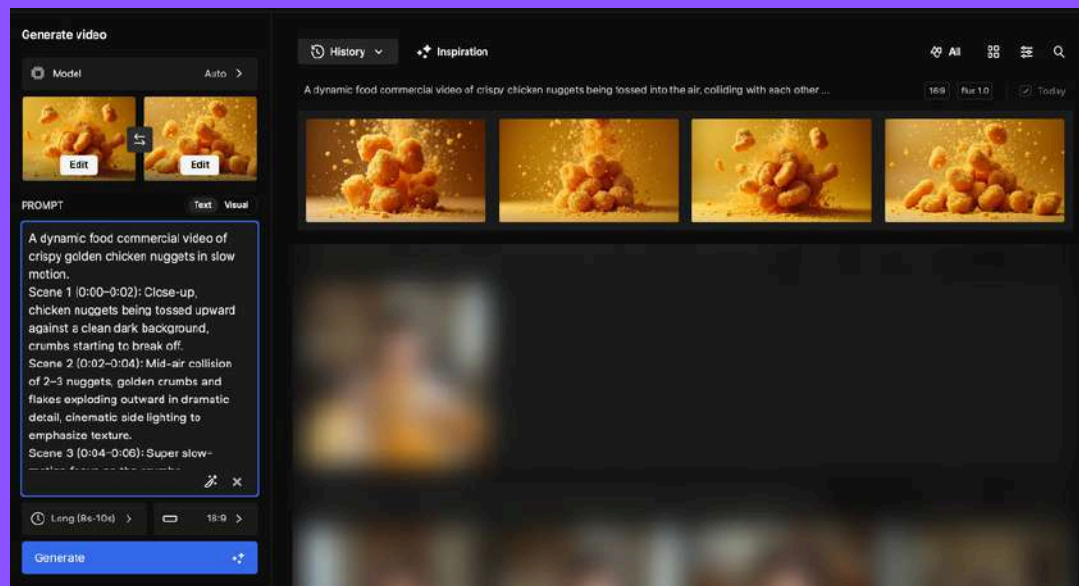 Generate video
Model
Auto
Edit
Edit
PROMPT
Text
Visual
A dynamic food commercial video of
crispy golden chicken nuggets in slow
motion.
Scene 1 (0:00–0:02): Close-up,
chicken nuggets being tossed upward
against a clean dark background,
crumbs starting to break off.
Scene 2 (0:02–0:04): Mid-air collision
of 2–3 nuggets, golden crumbs and
flakes exploding outward in dramatic
detail, cinematic side lighting to
emphasize texture.
Scene 3 (0:04–0:06): Super slow-
Long (8s-10s)
16:9
Generate
History
Inspiration
All
A dynamic food commercial video of crispy chicken nuggets being tossed into the air, colliding with each other ...
16:9
flux 1.0
Today